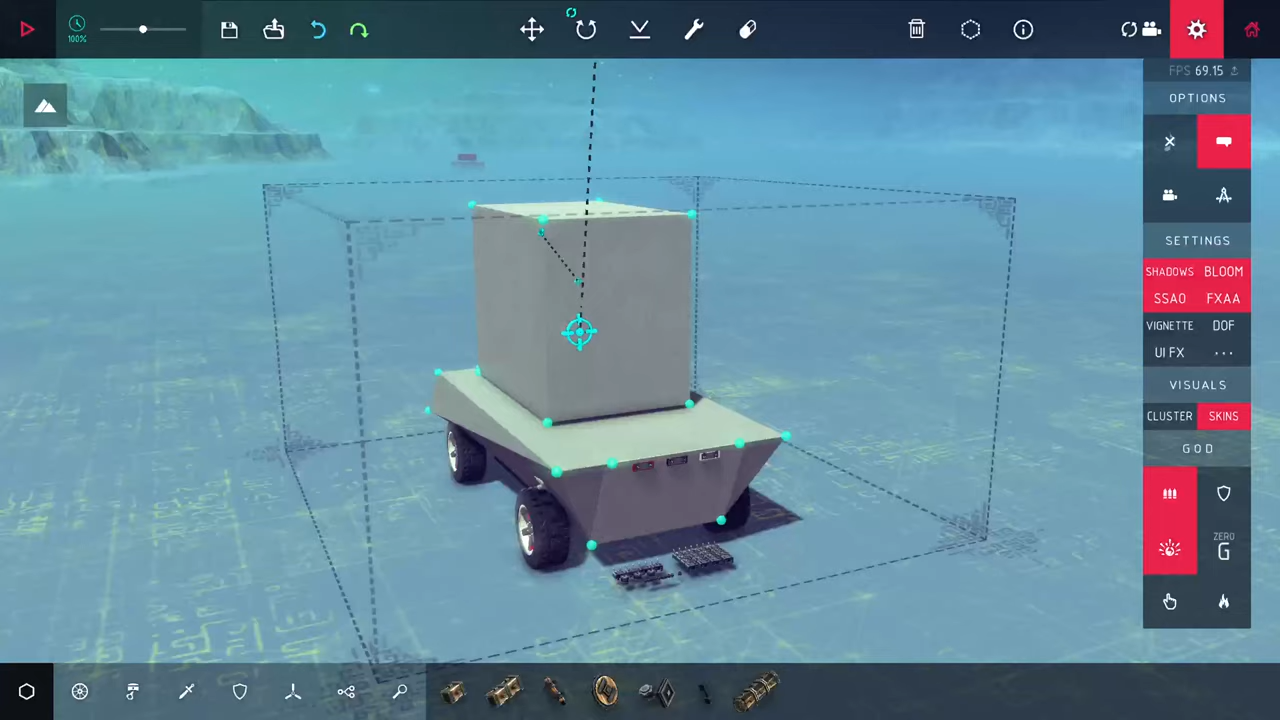 100%
FPS 69.15
OPTIONS
SETTINGS
SHADOWS BLOOM
SSAO FXAA
VIGNETTE DOF
UI FX ...
VISUALS
CLUSTER SKINS
GOD
ZERO
G